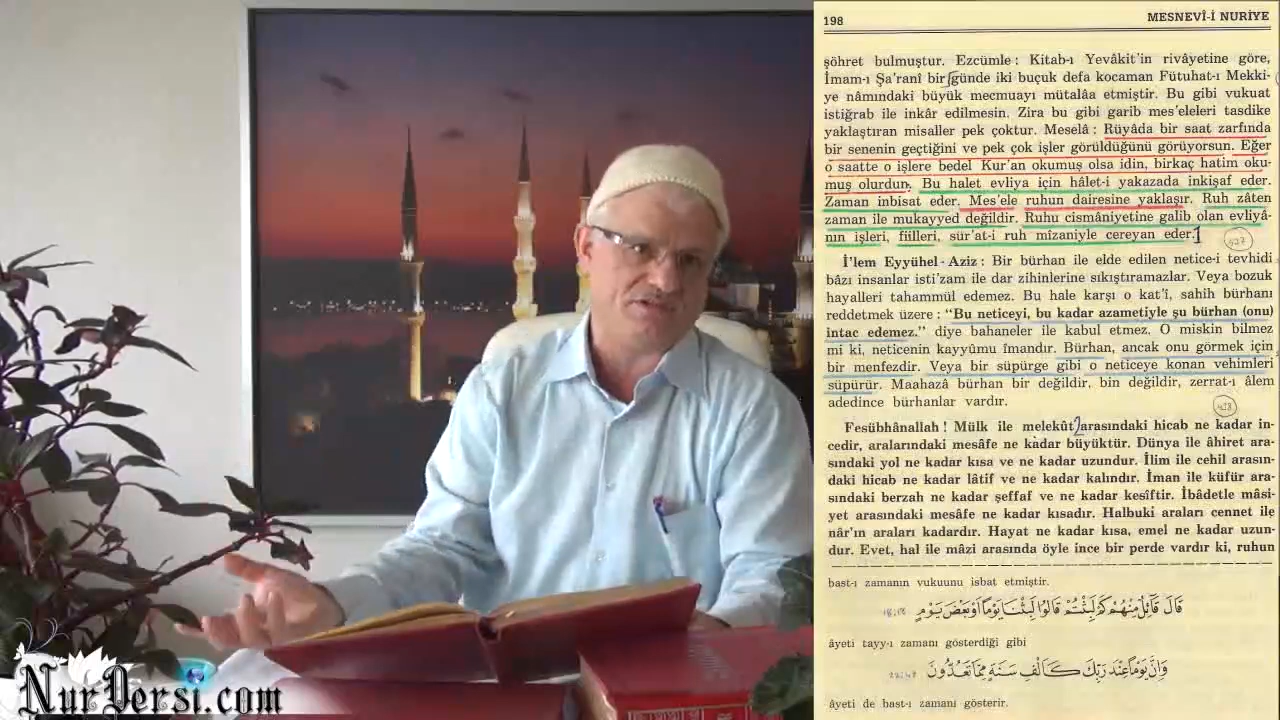 198 MESNEVÎ-İ NURİYE
şöhret bulmuştur. Ezcümle : Kitab-ı Yevâkit'in rivâyetine göre,
İmam-ı Şa'ranî bir günde iki buçuk defa kocaman Fütuhat-ı Mekki-
ye nâmındaki büyük mecmuayı mütalâa etmiştir. Bu gibi vukuat
istiğrab ile inkâr edilmesin. Zira bu gibi garib mes'eleleri tasdike
yaklaştıran misaller pek çoktur. Meselâ : Rüyâda bir saat zarfında
bir senenin geçtiğini ve pek çok işler görüldüğünü görüyorsun. Eğer
o saatte o işlere bedel Kur'an okumuş olsa idin, birkaç hatim oku-
muş olurdun. Bu halet evliya için hâlet-i yakazada inkişaf eder.
Zaman inbisat eder. Mes'ele ruhun dairesine yaklaşır. Ruh zâten
zaman ile mukayyed değildir. Ruhu cismâniyetine galib olan evliyâ-
nın işleri, fiilleri, sür'at-i ruh mîzaniyle cereyan eder. 1
427
İ'lem Eyyühel - Aziz : Bir bürhan ile elde edilen netice-i tevhidi
bâzı insanlar isti'zam ile dar zihinlerine sıkıştıramazlar. Veya bozuk
hayalleri tahammül edemez. Bu hale karşı o kat'î, sahih bürhanı
reddetmek üzere : "Bu neticeyi, bu kadar azametiyle şu bürhan (onu)
intac edemez." diye bahaneler ile kabul etmez. O miskin bilmez
mi ki, neticenin kayyûmu îmandır. Bürhan, ancak onu görmek için
bir menfezdir. Veya bir süpürge gibi o neticeye konan vehimleri
süpürür. Maahazâ bürhan bir değildir, bin değildir, zerrat-ı âlem
adedince bürhanlar vardır.
428
Fesübhânallah ! Mülk ile melekût 2 arasındaki hicab ne kadar in-
cedir, aralarındaki mesâfe ne kadar büyüktür. Dünya ile âhiret ara-
sındaki yol ne kadar kısa ve ne kadar uzundur. İlim ile cehil arasın-
daki hicab ne kadar lâtif ve ne kadar kalındır. İman ile küfür ara-
sındaki berzah ne kadar şeffaf ve ne kadar kesîftir. İbâdetle mâsi-
yet arasındaki mesâfe ne kadar kısadır. Halbuki araları cennet ile
nâr'ın araları kadardır. Hayat ne kadar kısa, emel ne kadar uzun-
dur. Evet, hal ile mâzi arasında öyle ince bir perde vardır ki, ruhun
bast-ı zamanın vukuunu isbat etmiştir.
قَالَ قَائِلٌ مِنْهُمْ كَمْ لَبِثْتُمْ قَالُوا لَبِثْنَا يَوْمًا اَوْ بَعْضَ يَوْمٍ
âyeti tayy-ı zamanı gösterdiği gibi
وَاِنَّ يَوْمًا عِنْدَ رَبِّكَ كَاَلْفِ سَنَةٍ مِمَّا تَعُدُّونَ
âyeti de bast-ı zamanı gösterir.
NurDersi.com